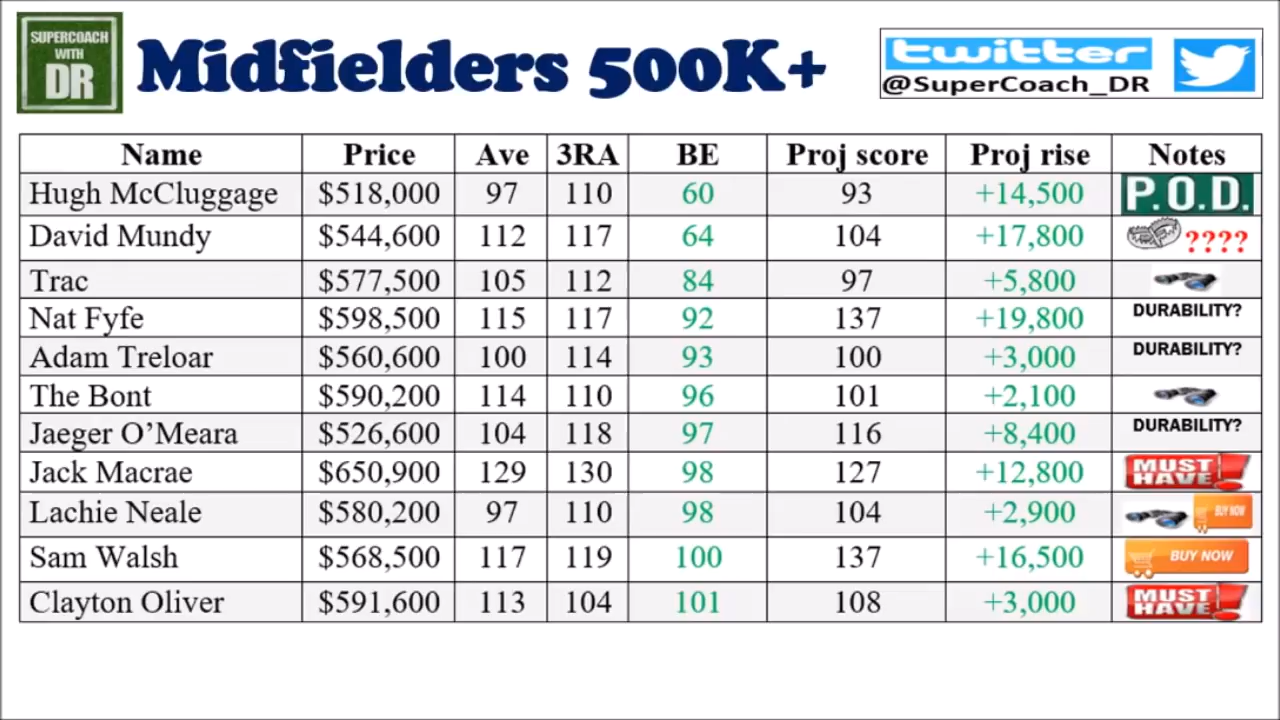 SUPERCOACH
WITH
DR
Midfielders 500K+
twitter
@SuperCoach_DR
Name Price Ave 3RA BE Proj score Proj rise Notes
Hugh McCluggage $518,000 97 110 60 93 +14,500 P.O.D.
David Mundy $544,600 112 117 64 104 +17,800 ????
Trac $577,500 105 112 84 97 +5,800
Nat Fyfe $598,500 115 117 92 137 +19,800 DURABILITY?
Adam Treloar $560,600 100 114 93 100 +3,000 DURABILITY?
The Bont $590,200 114 110 96 101 +2,100
Jaeger O’Meara $526,600 104 118 97 116 +8,400 DURABILITY?
Jack Macrae $650,900 129 130 98 127 +12,800 MUST HAVE!
Lachie Neale $580,200 97 110 98 104 +2,900 BUY NOW
Sam Walsh $568,500 117 119 100 137 +16,500 BUY NOW
Clayton Oliver $591,600 113 104 101 108 +3,000 MUST HAVE!